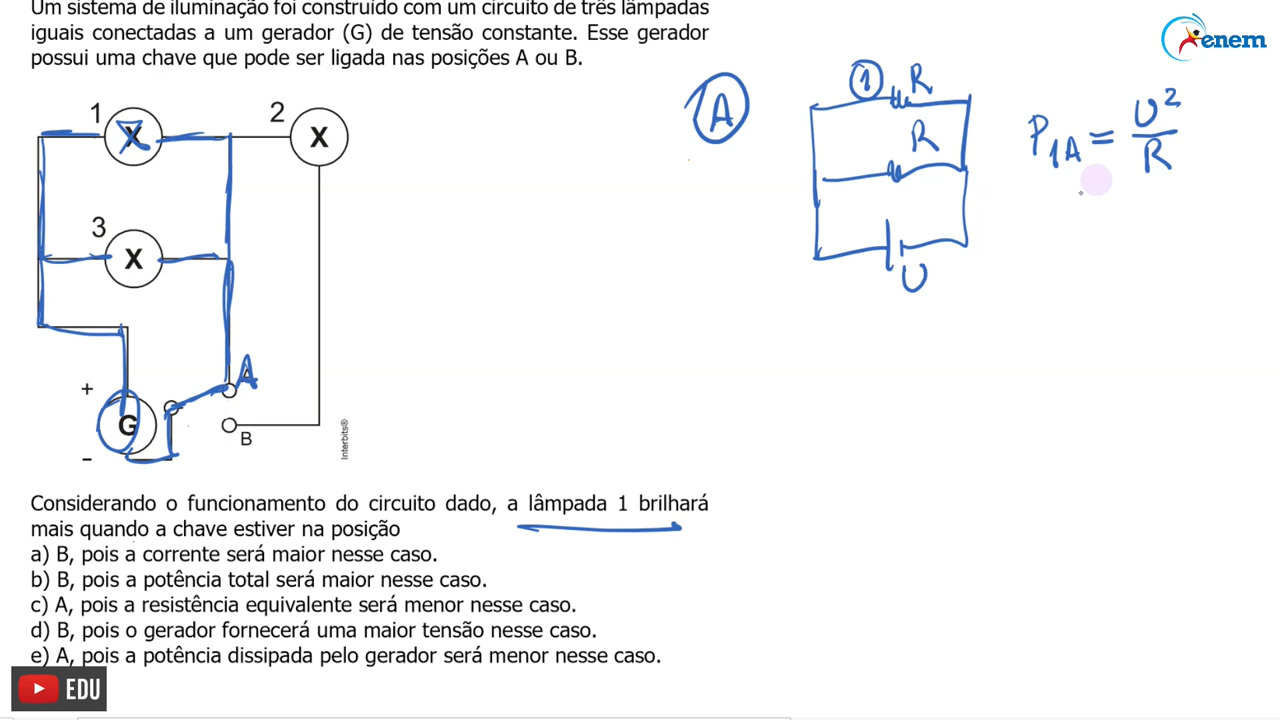 Um sistema de iluminação foi construído com um circuito de três lâmpadas
iguais conectadas a um gerador (G) de tensão constante. Esse gerador
possui uma chave que pode ser ligada nas posições A ou B.
enem
1
X
2
X
3
X
+
G
-
A
B
Interbits®
A
1
R
R
U
P1A = U²/R
Considerando o funcionamento do circuito dado, a lâmpada 1 brilhará
mais quando a chave estiver na posição
a) B, pois a corrente será maior nesse caso.
b) B, pois a potência total será maior nesse caso.
c) A, pois a resistência equivalente será menor nesse caso.
d) B, pois o gerador fornecerá uma maior tensão nesse caso.
e) A, pois a potência dissipada pelo gerador será menor nesse caso.
EDU